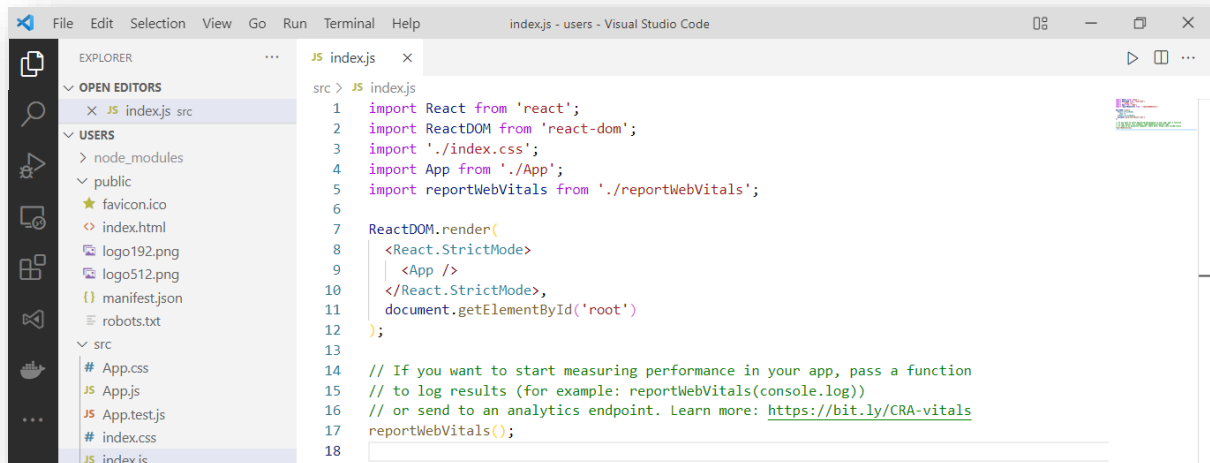 File Edit Selection View Go Run Terminal Help index.js - users - Visual Studio Code
EXPLORER
OPEN EDITORS
JS index.js src
USERS
node_modules
public
favicon.ico
index.html
logo192.png
logo512.png
manifest.json
robots.txt
src
# App.css
JS App.js
JS App.test.js
# index.css
JS index.js
JS index.js
src > JS index.js
1 import React from 'react';
2 import ReactDOM from 'react-dom';
3 import './index.css';
4 import App from './App';
5 import reportWebVitals from './reportWebVitals';
6
7 ReactDOM.render(
8 <React.StrictMode>
9 <App />
10 </React.StrictMode>,
11 document.getElementById('root')
12 );
13
14 // If you want to start measuring performance in your app, pass a function
15 // to log results (for example: reportWebVitals(console.log))
16 // or send to an analytics endpoint. Learn more: https://bit.ly/CRA-vitals
17 reportWebVitals();
18